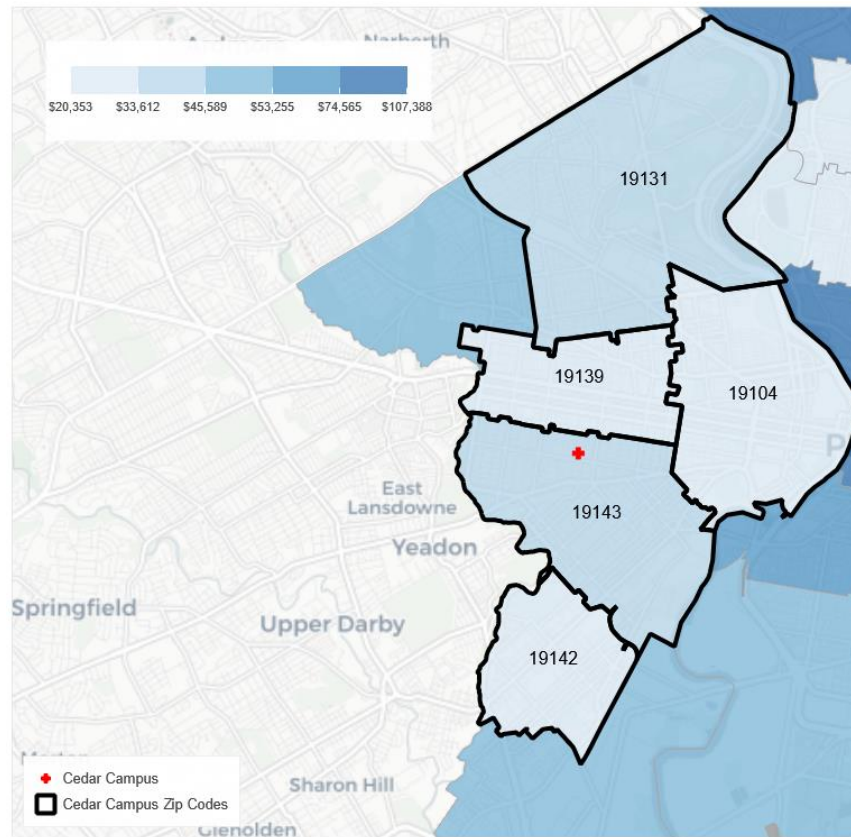 Narberth
$20,353 $33,612 $45,589 $53,255 $74,565 $107,388
19131
19139
19104
East
Lansdowne
19143
Yeadon
Springfield
Upper Darby
19142
Cedar Campus
Sharon Hill
Cedar Campus Zip Codes
Glenolden